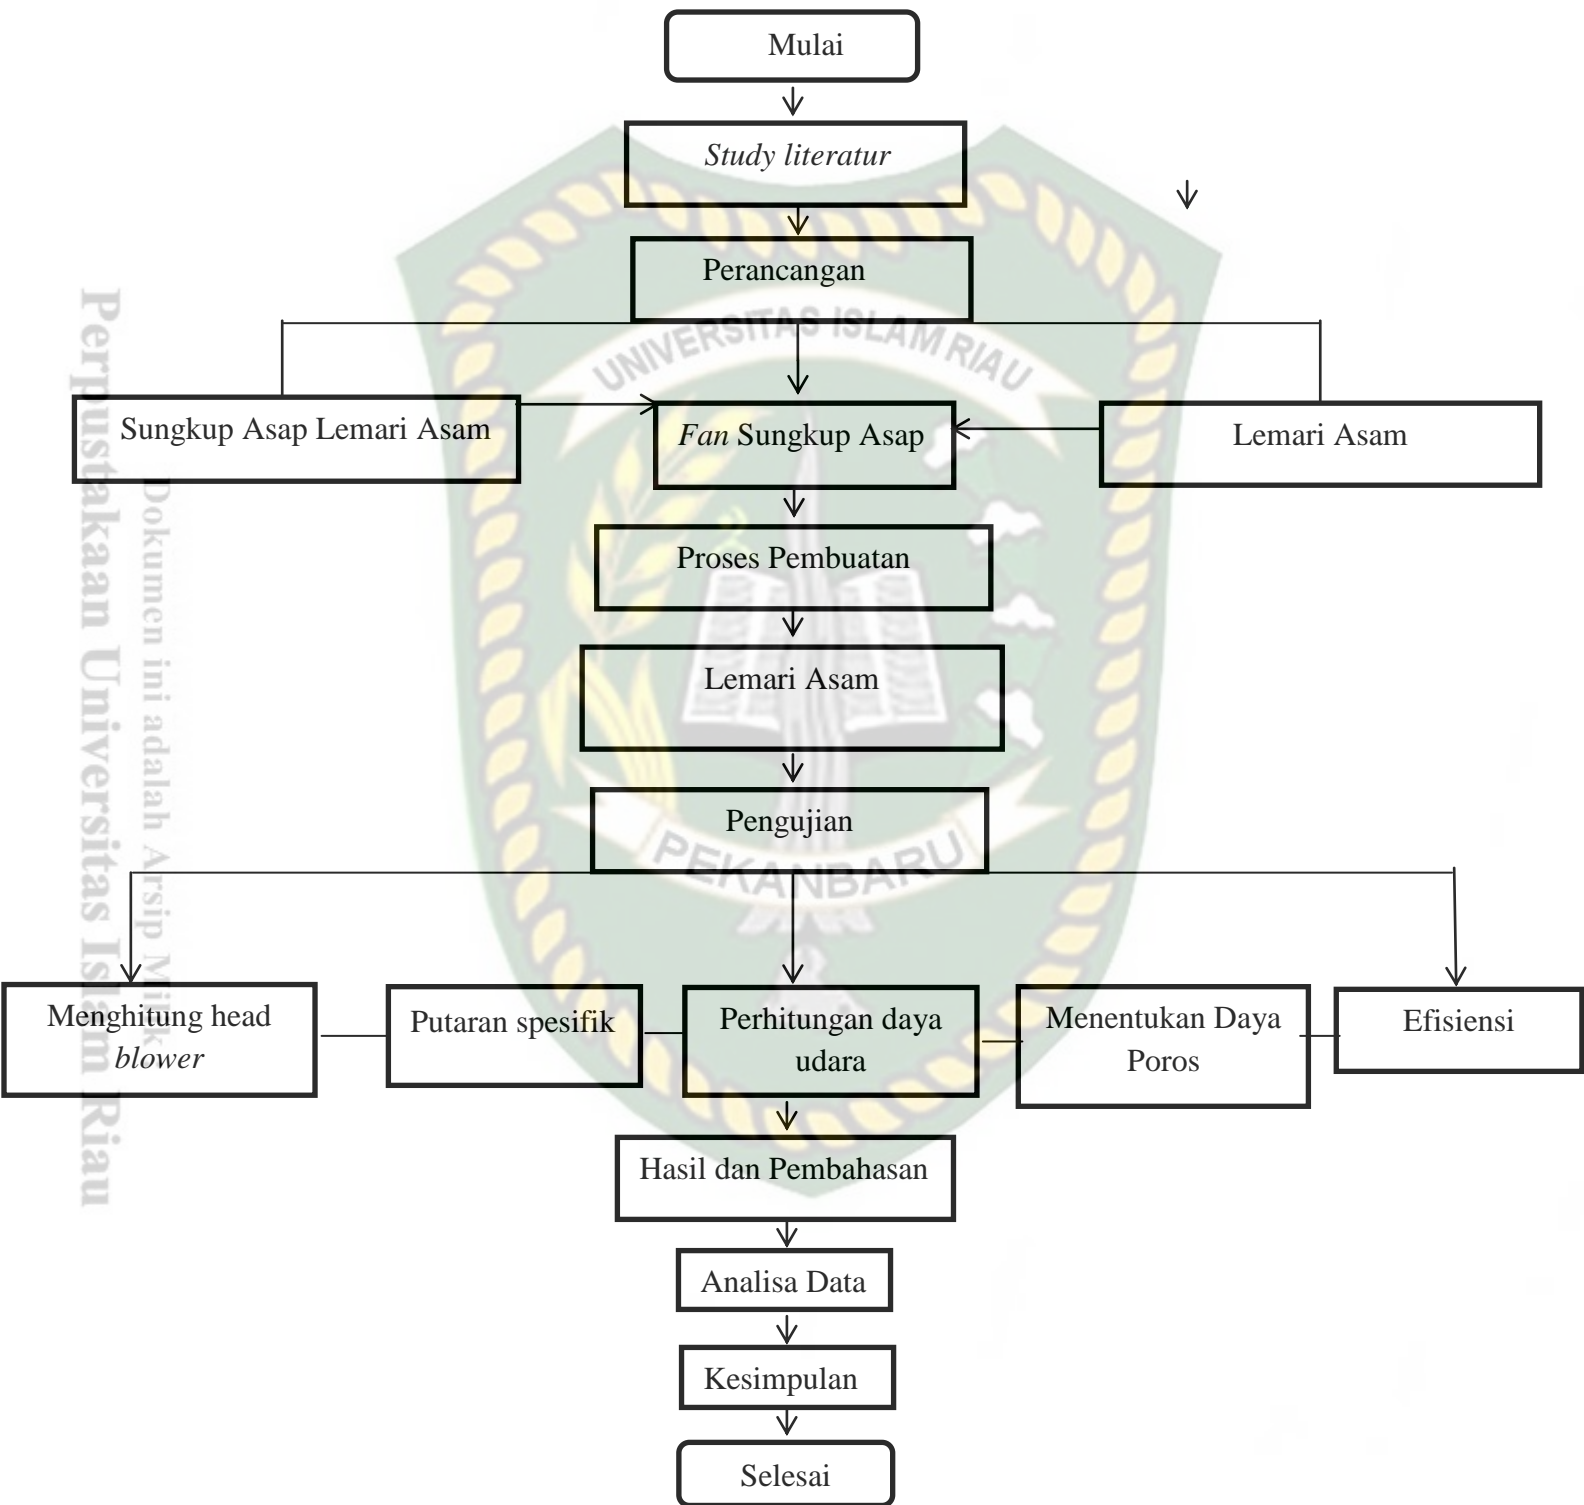 Mulai
Study literatur
Perancangan
Sungkup Asap Lemari Asam
Fan Sungkup Asap
Lemari Asam
Proses Pembuatan
Lemari Asam
Pengujian
Menghitung head
blower
Putaran spesifik
Perhitungan daya
udara
Menentukan Daya
Poros
Efisiensi
Hasil dan Pembahasan
Analisa Data
Kesimpulan
Selesai
UNIVERSITAS ISLAM RIAU
PEKANBARU
Dokumen ini adalah Arsip Milik
Perpustakaan Universitas Islam Riau